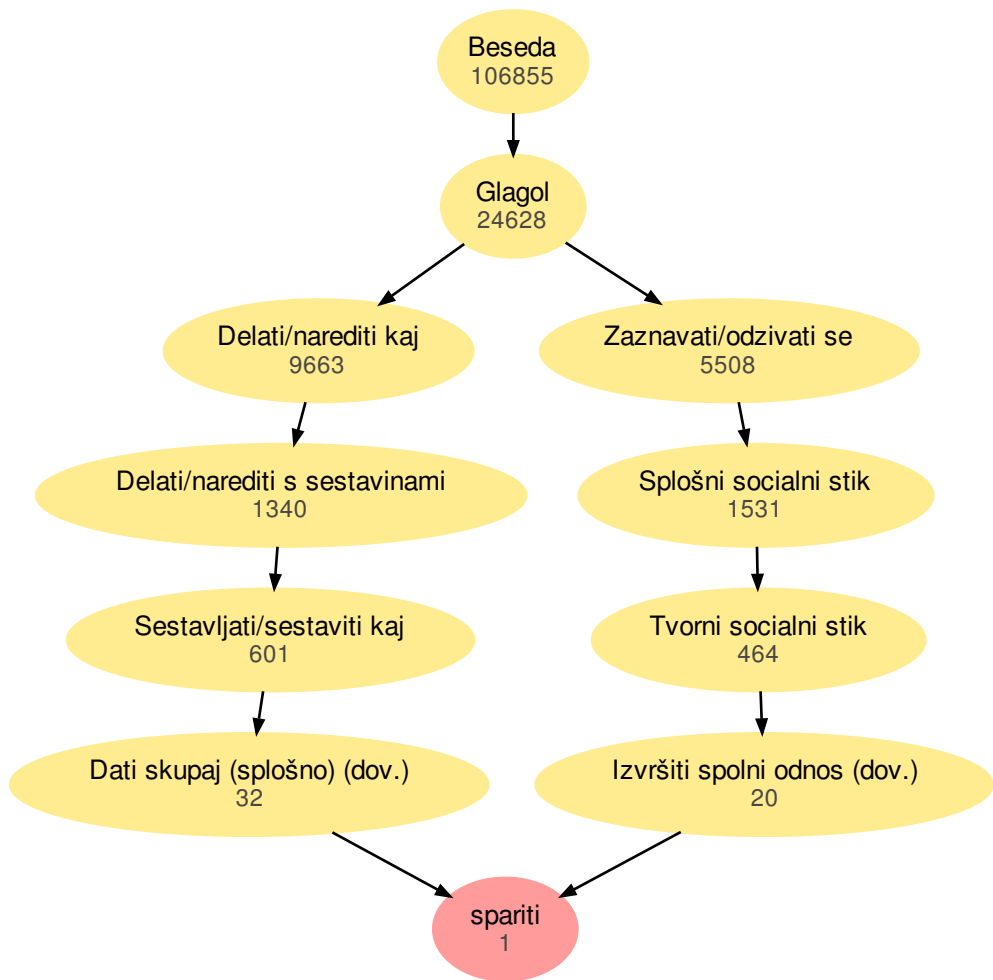 Beseda
106855
Glagol
24628
Delati/narediti kaj
9663
Zaznavati/odzivati se
5508
Delati/narediti s sestavinami
1340
Splošni socialni stik
1531
Sestavljati/sestaviti kaj
601
Tvorni socialni stik
464
Dati skupaj (splošno) (dov.)
32
Izvršiti spolni odnos (dov.)
20
spariti
1